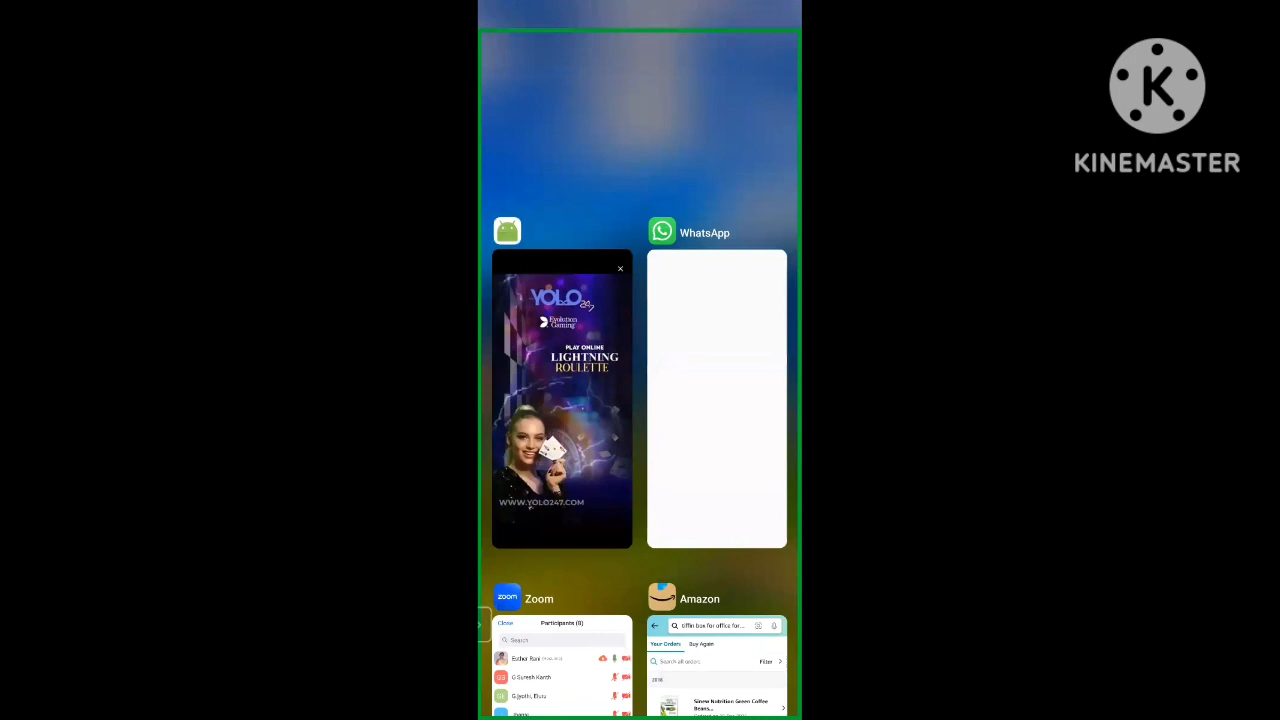 KINEMASTER
WhatsApp
YOLO 247
Evolution
Gaming
PLAY ONLINE
LIGHTNING
ROULETTE
WWW.YOLO247.COM
zoom
Zoom
Amazon
Close
Participants (8)
Search
Esther Rani
G Suresh Karch
G.jyothi, Eluru
tiffin box for office for...
Your Orders
Buy Again
Search all orders
Filter
Sinew Nutrition Green Coffee
Beans...